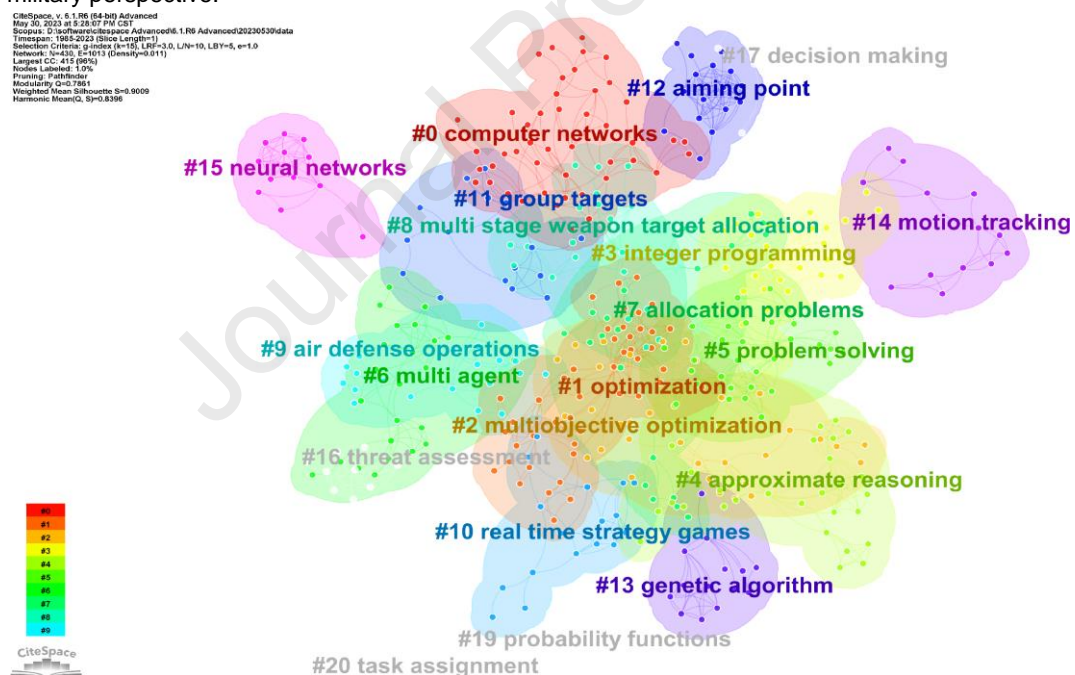 military perspective.
CiteSpace, v. 6.1.R6 (64-bit) Advanced
May 30, 2023 at 5:28:07 PM CST
Scopus: D:\software\citespace Advanced\6.1.R6 Advanced\20230530\data
Timespan: 1985-2023 (Slice Length=1)
Selection Criteria: g-index (k=15), LRF=3.0, L/N=10, LBY=5, e=1.0
Network: N=430, E=1013 (Density=0.011)
Largest CC: 415 (96%)
Nodes Labeled: 1.0%
Pruning: Pathfinder
Modularity Q=0.7861
Weighted Mean Silhouette S=0.9009
Harmonic Mean(Q, S)=0.8396
#17 decision making
#12 aiming point
#0 computer networks
#15 neural networks
#11 group targets
#8 multi stage weapon target allocation
#14 motion tracking
#3 integer programming
#7 allocation problems
#9 air defense operations
#5 problem solving
#6 multi agent
#1 optimization
#2 multiobjective optimization
#16 threat assessment
#4 approximate reasoning
#10 real time strategy games
#13 genetic algorithm
#19 probability functions
#20 task assignment
#0
#1
#2
#3
#4
#5
#6
#7
#8
#9
CiteSpace
Journal Pre